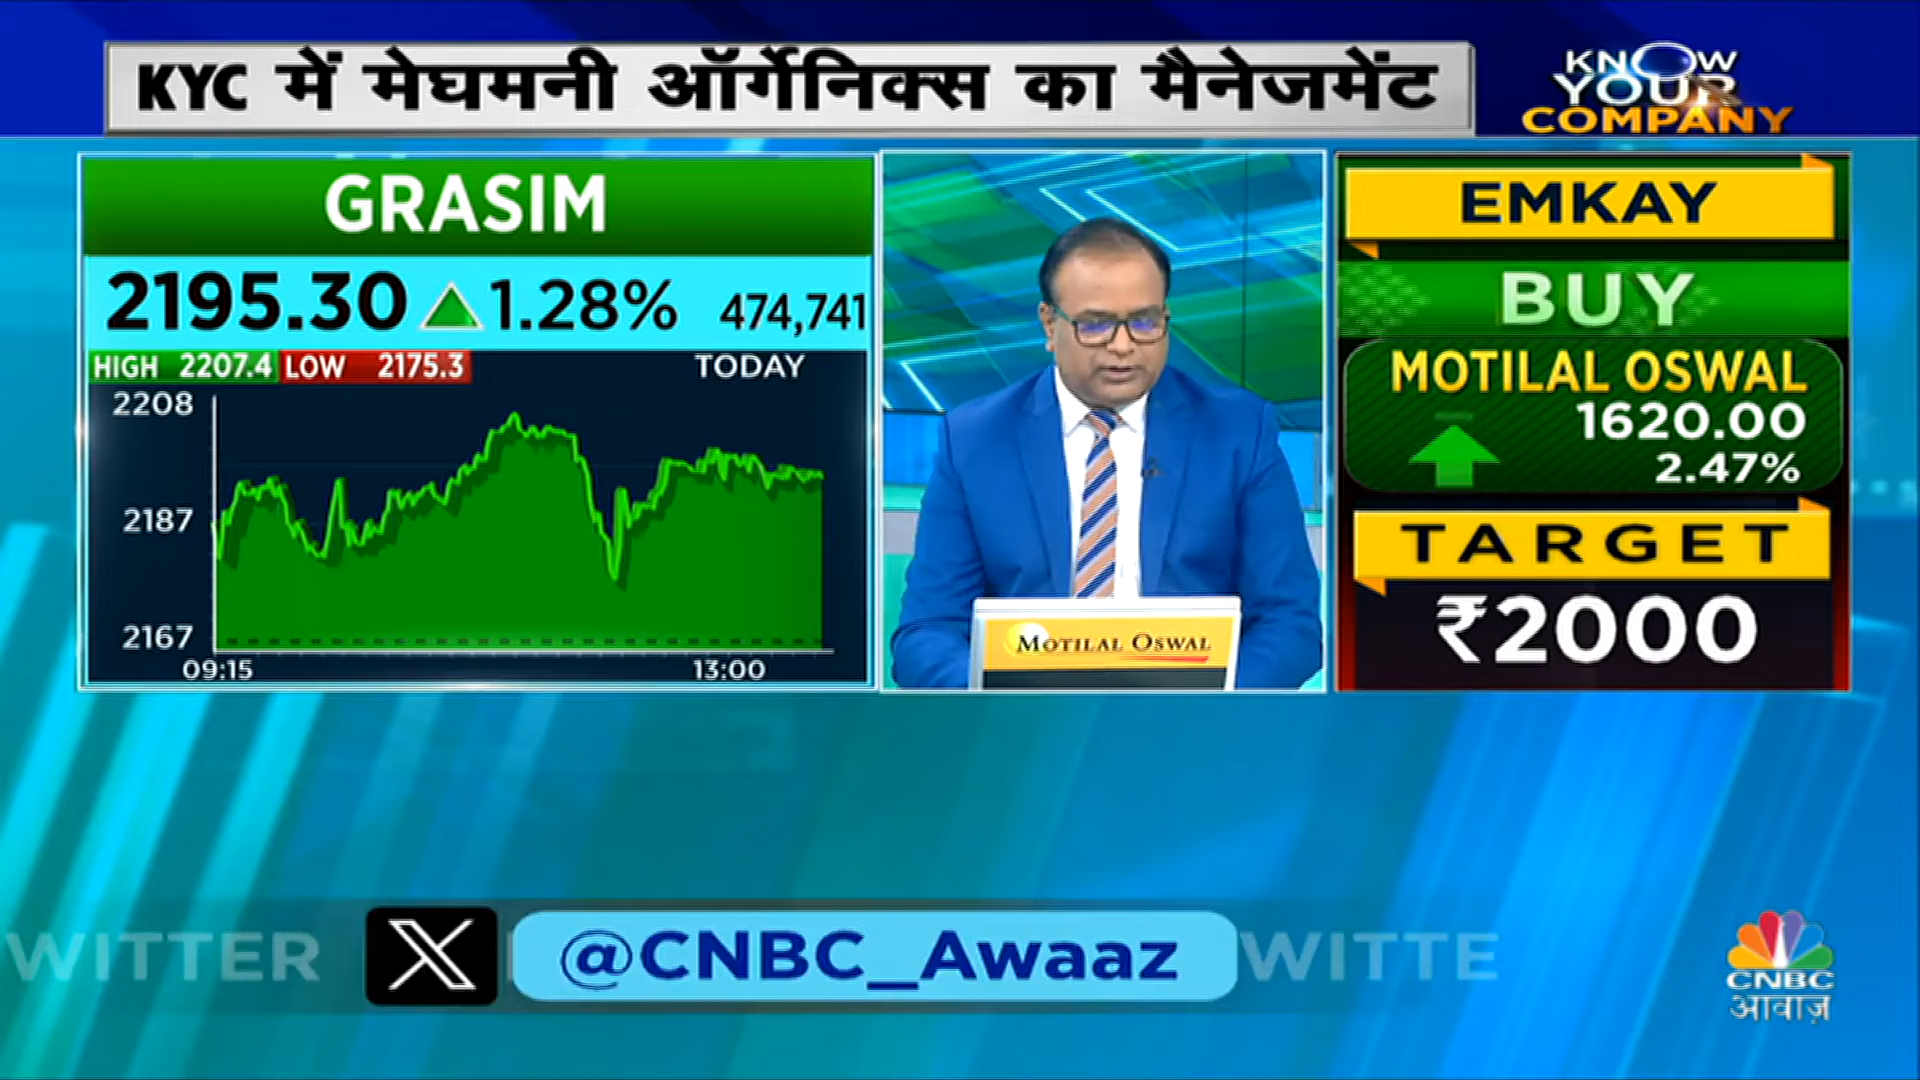 KYC में मेघमनी ऑर्गेनिक्स का मैनेजमेंट
KNOW
YOUR
COMPANY
GRASIM
2195.30 1.28% 474,741
HIGH 2207.4 LOW 2175.3 TODAY
2208
2187
2167
09:15 13:00
MOTILAL OSWAL
EMKAY
BUY
MOTILAL OSWAL
1620.00
2.47%
TARGET
₹2000
WITTER X @CNBC_Awaaz WITTE
CNBC
आवाज़